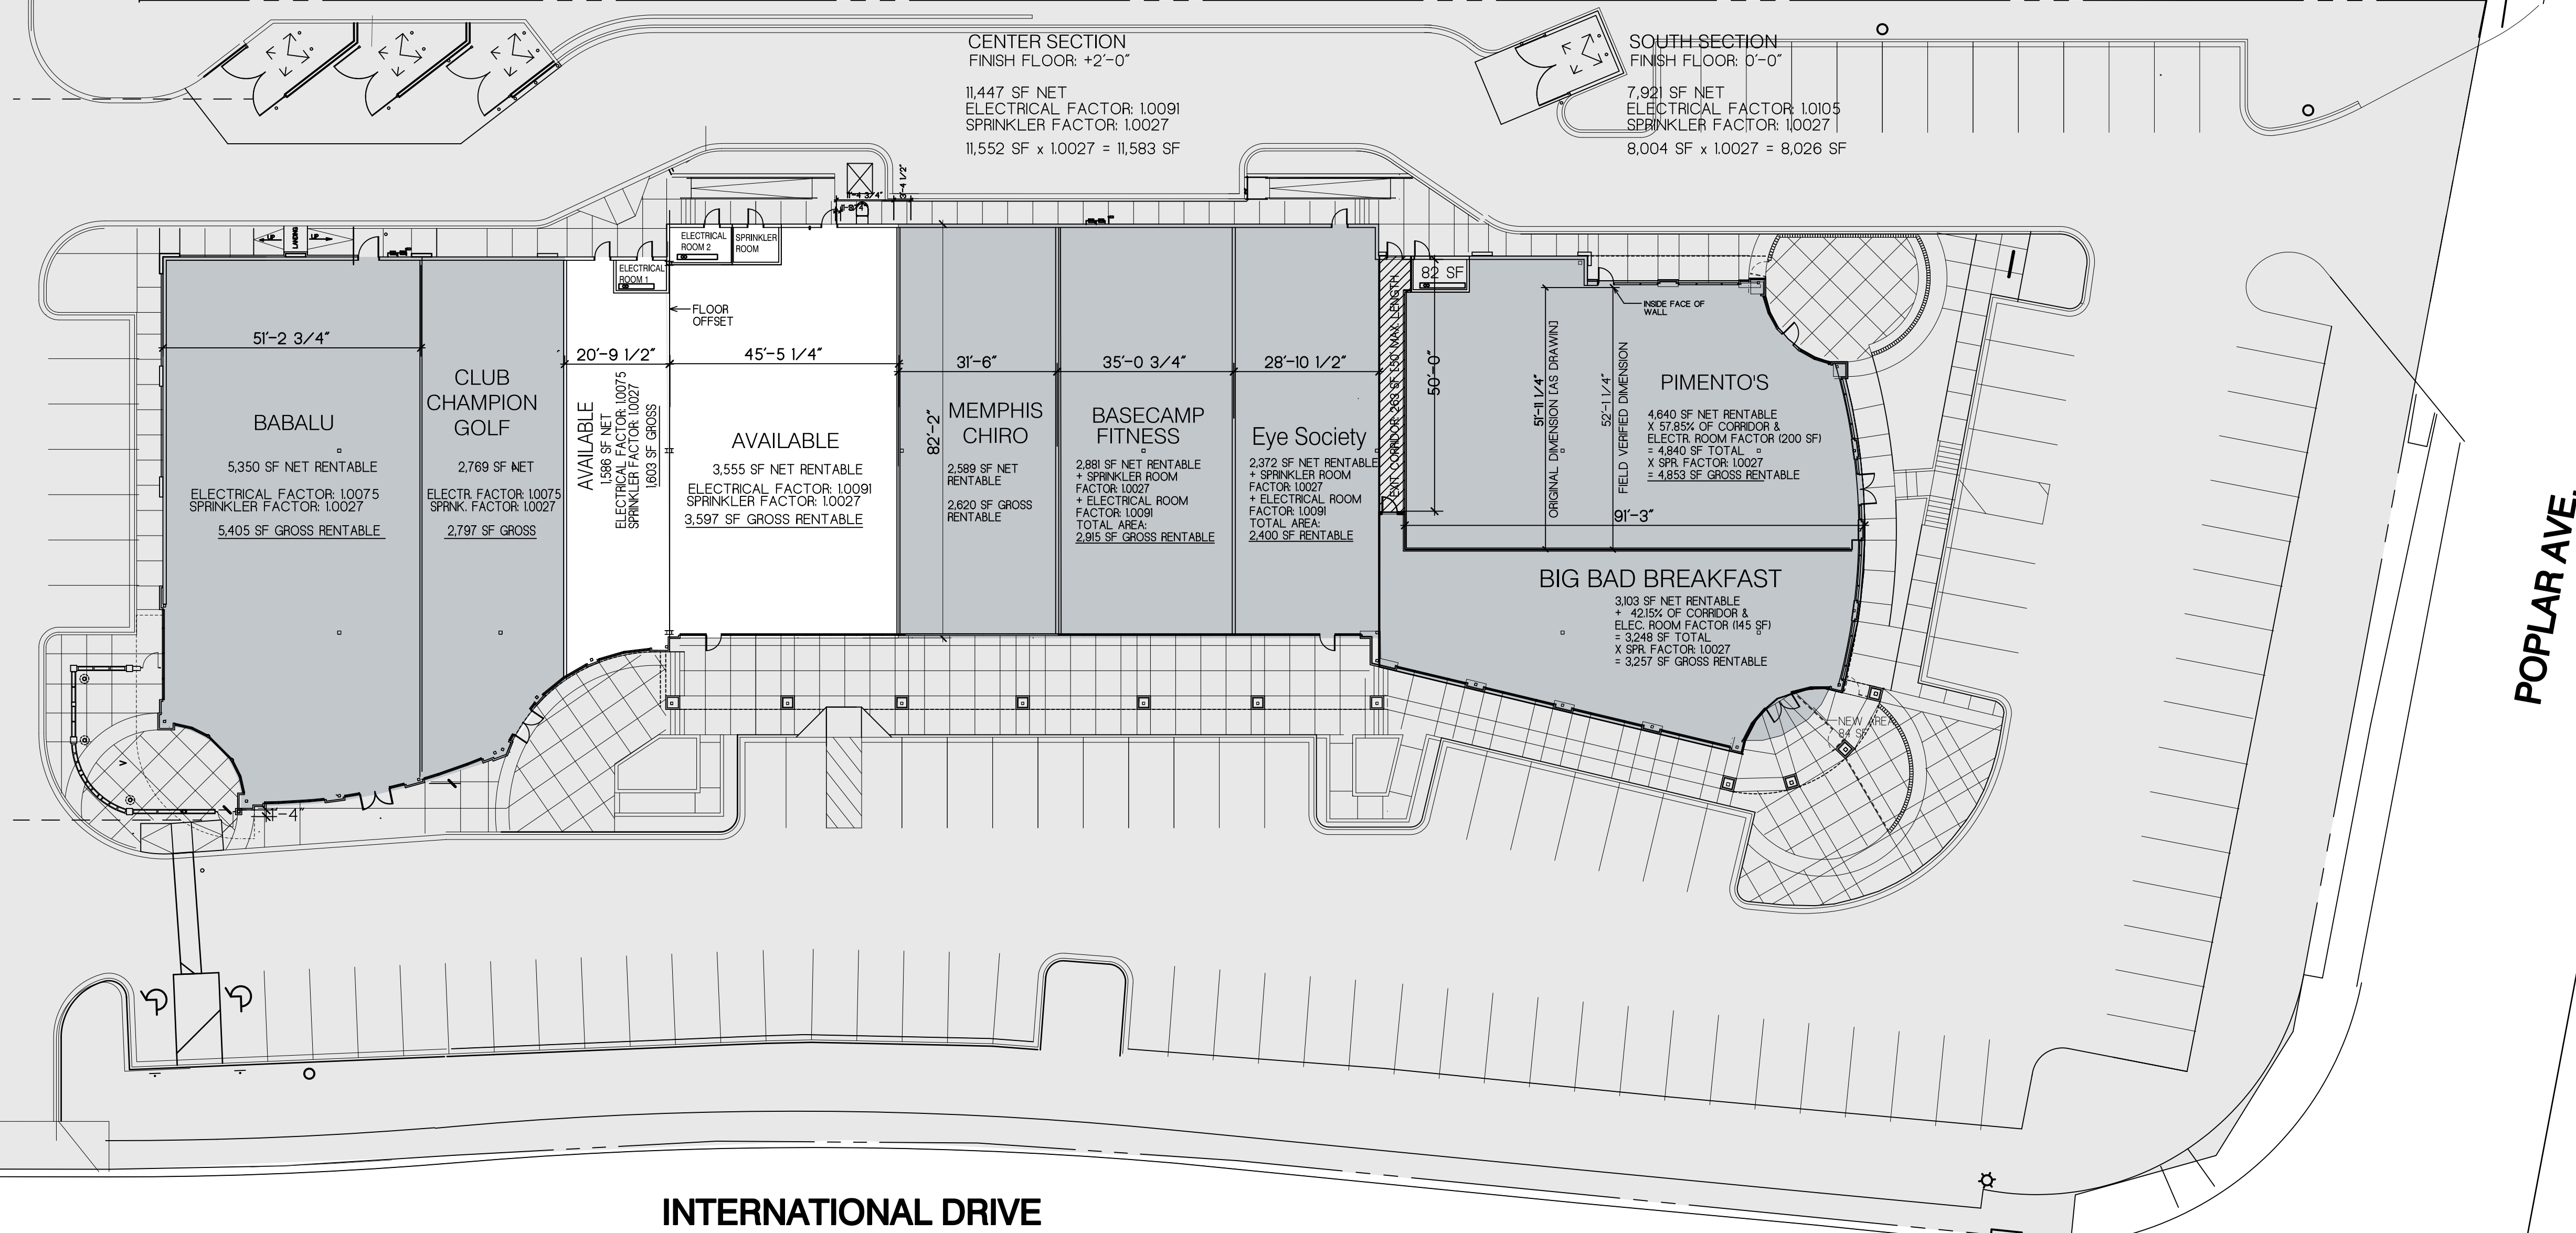 CENTER SECTION
FINISH FLOOR: +2'-0"
11,447 SF NET
ELECTRICAL FACTOR: 1.0091
SPRINKLER FACTOR: 1.0027
11,552 SF x 1.0027 = 11,583 SF
SOUTH SECTION
FINISH FLOOR: 0'-0"
7,921 SF NET
ELECTRICAL FACTOR: 1.0105
SPRINKLER FACTOR: 1.0027
8,004 SF x 1.0027 = 8,026 SF
UP
LANDING
UP
ELECTRICAL
ROOM 2
SPRINKLER
ROOM
ELECTRICAL
ROOM 1
FLOOR
OFFSET
51'-2 3/4"
BABALU
5,350 SF NET RENTABLE
ELECTRICAL FACTOR: 1.0075
SPRINKLER FACTOR: 1.0027
5,405 SF GROSS RENTABLE
CLUB
CHAMPION
GOLF
2,769 SF NET
ELECTR. FACTOR: 1.0075
SPRNK. FACTOR: 1.0027
2,797 SF GROSS
20'-9 1/2"
AVAILABLE
1,586 SF NET
ELECTRICAL FACTOR: 1.0075
SPRINKLER FACTOR: 1.0027
1,603 SF GROSS
45'-5 1/4"
AVAILABLE
3,555 SF NET RENTABLE
ELECTRICAL FACTOR: 1.0091
SPRINKLER FACTOR: 1.0027
3,597 SF GROSS RENTABLE
31'-6"
82'-2"
MEMPHIS
CHIRO
2,589 SF NET
RENTABLE
2,620 SF GROSS
RENTABLE
35'-0 3/4"
BASECAMP
FITNESS
2,881 SF NET RENTABLE
+ SPRINKLER ROOM
FACTOR: 1.0027
+ ELECTRICAL ROOM
FACTOR: 1.0091
TOTAL AREA:
2,915 SF GROSS RENTABLE
28'-10 1/2"
Eye Society
2,372 SF NET RENTABLE
+ SPRINKLER ROOM
FACTOR: 1.0027
+ ELECTRICAL ROOM
FACTOR: 1.0091
TOTAL AREA:
2,400 SF RENTABLE
EXIT CORRIDOR 263 SF [50' MAX LENGTH]
82 SF
50'-0"
51'-11 1/4"
ORIGINAL DIMENSION [AS DRAWIN]
52'-1 1/4"
FIELD VERIFIED DIMENSION
INSIDE FACE OF
WALL
PIMENTO'S
4,640 SF NET RENTABLE
X 57.85% OF CORRIDOR &
ELECTR. ROOM FACTOR (200 SF)
= 4,840 SF TOTAL
X SPR. FACTOR: 1.0027
= 4,853 SF GROSS RENTABLE
91'-3"
BIG BAD BREAKFAST
3,103 SF NET RENTABLE
+ 42.15% OF CORRIDOR &
ELEC. ROOM FACTOR (145 SF)
= 3,248 SF TOTAL
X SPR. FACTOR: 1.0027
= 3,257 SF GROSS RENTABLE
NEW AREA
84 SF
POPLAR AVE.
INTERNATIONAL DRIVE